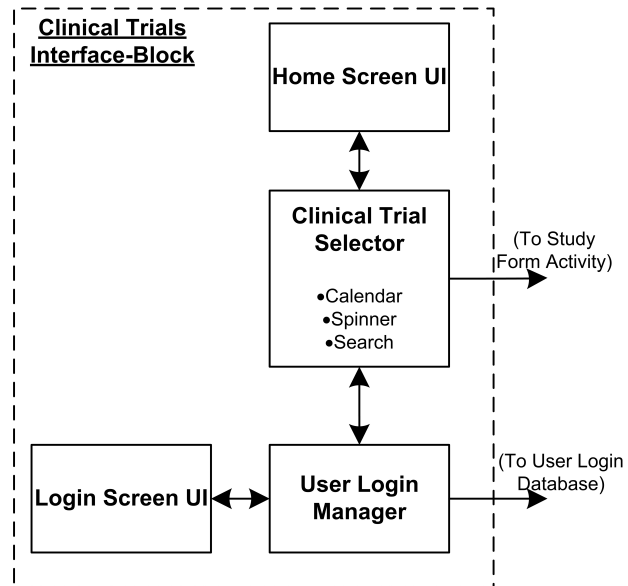 Clinical Trials
Interface-Block
Home Screen UI
Clinical Trial
Selector
•Calendar
•Spinner
•Search
(To Study
Form Activity)
Login Screen UI
User Login
Manager
(To User Login
Database)